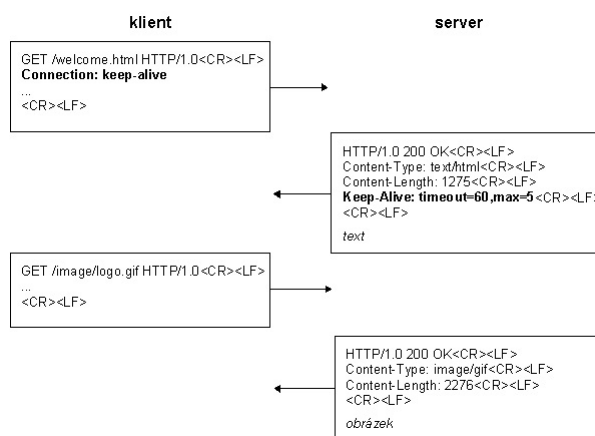 klient
server
GET /welcome.html HTTP/1.0<CR><LF>
Connection: keep-alive
...
<CR><LF>
HTTP/1.0 200 OK<CR><LF>
Content-Type: text/html<CR><LF>
Content-Length: 1275<CR><LF>
Keep-Alive: timeout=60,max=5<CR><LF>
<CR><LF>
text
GET /image/logo.gif HTTP/1.0<CR><LF>
...
<CR><LF>
HTTP/1.0 200 OK<CR><LF>
Content-Type: image/gif<CR><LF>
Content-Length: 2276<CR><LF>
<CR><LF>
obrázek